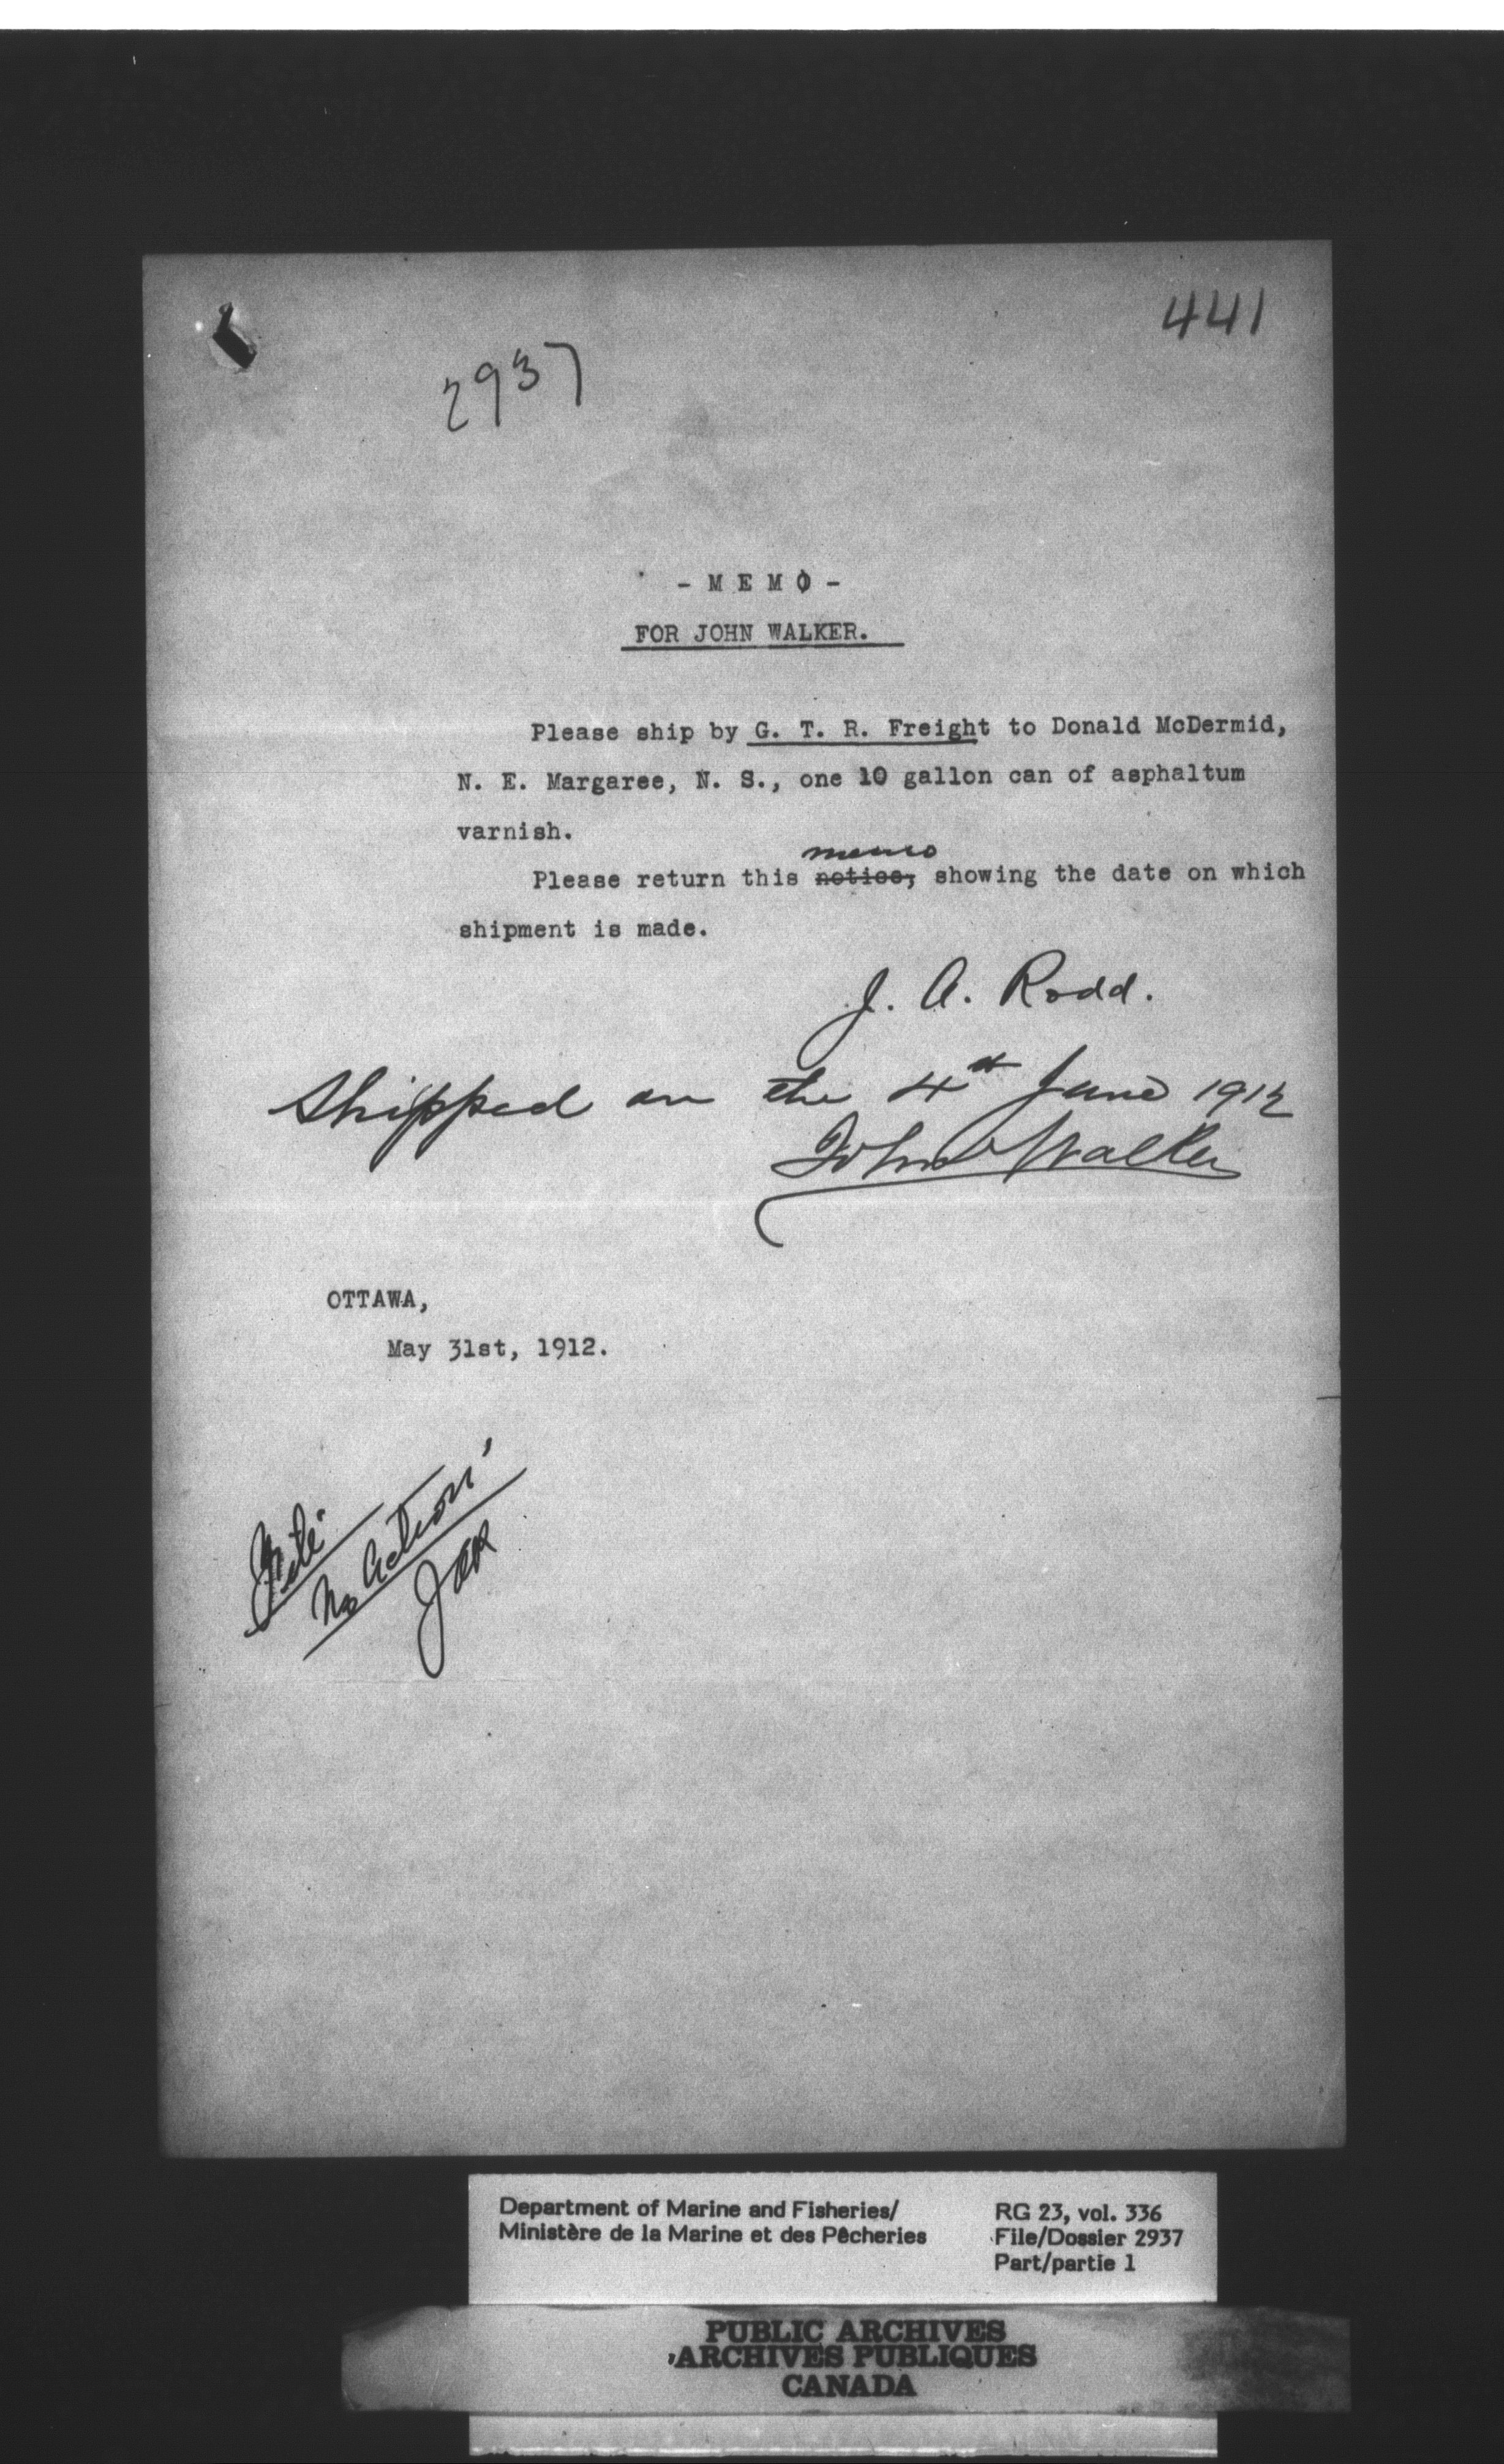 441
2937
- M E M O -
FOR JOHN WALKER.
Please ship by G. T. R. Freight to Donald McDermid,
N. E. Margaree, N. S., one 10 gallon can of asphaltum
varnish.
memo
Please return this notice, showing the date on which
shipment is made.
J. A. Rodd.
Shipped on the 4th June 1912
John Walker
OTTAWA,
May 31st, 1912.
File
No action
JAR
Department of Marine and Fisheries/
Ministère de la Marine et des Pêcheries
RG 23, vol. 336
File/Dossier 2937
Part/partie 1
PUBLIC ARCHIVES
ARCHIVES PUBLIQUES
CANADA